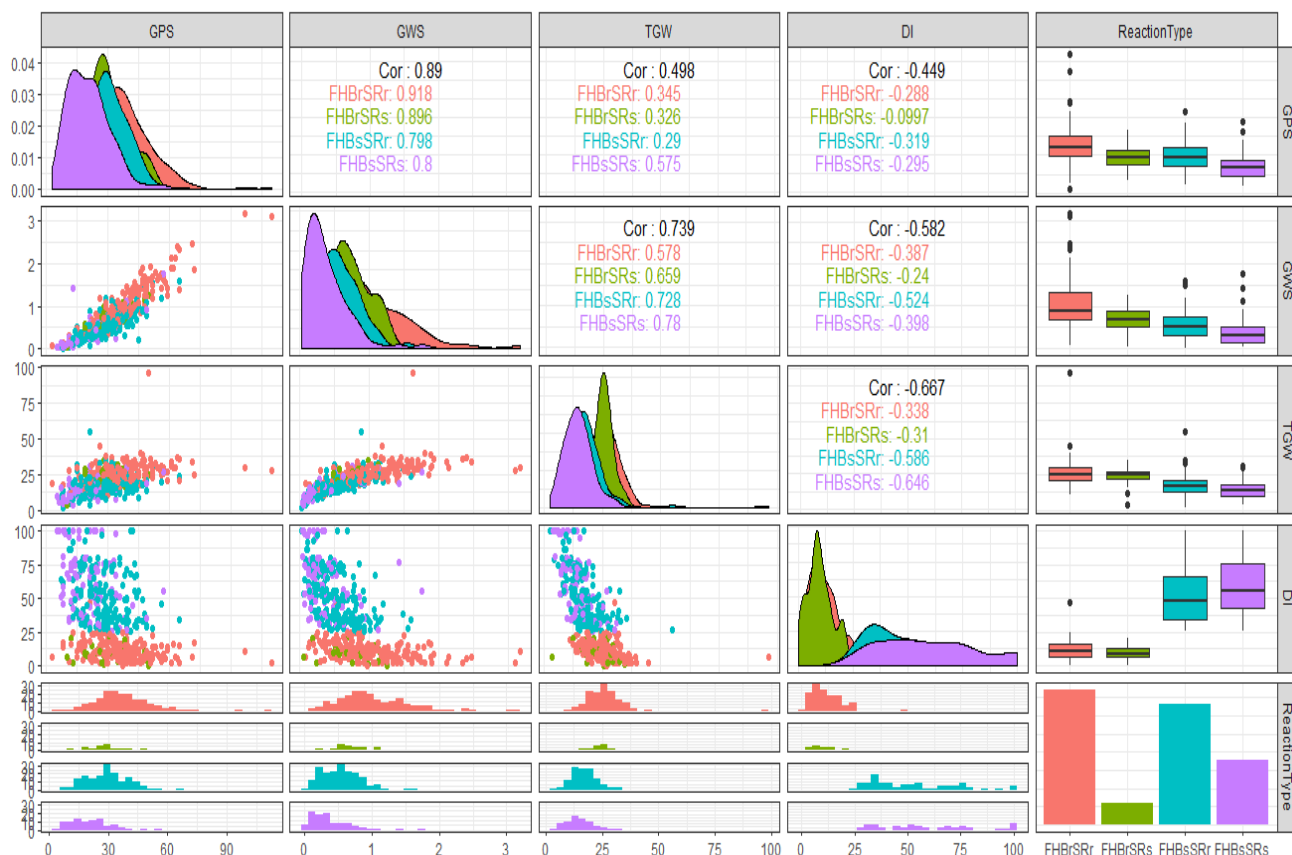 GPS GWS TGW DI ReactionType
Cor : 0.89
FHBrSRr: 0.918
FHBrSRs: 0.896
FHBsSRr: 0.798
FHBsSRs: 0.8
Cor : 0.498
FHBrSRr: 0.345
FHBrSRs: 0.326
FHBsSRr: 0.29
FHBsSRs: 0.575
Cor : -0.449
FHBrSRr: -0.288
FHBrSRs: -0.0997
FHBsSRr: -0.319
FHBsSRs: -0.295
GPS
0.04
0.03
0.02
0.01
0.00
Cor : 0.739
FHBrSRr: 0.578
FHBrSRs: 0.659
FHBsSRr: 0.728
FHBsSRs: 0.78
Cor : -0.582
FHBrSRr: -0.387
FHBrSRs: -0.24
FHBsSRr: -0.524
FHBsSRs: -0.398
GWS
3
2
1
0
Cor : -0.667
FHBrSRr: -0.338
FHBrSRs: -0.31
FHBsSRr: -0.586
FHBsSRs: -0.646
TGW
100
75
50
25
0
DI
100
75
50
25
0
ReactionType
0 30 60 90
0 1 2 3
0 25 50 75 100
25 50 75 100
FHBrSRr FHBrSRs FHBsSRr FHBsSRs